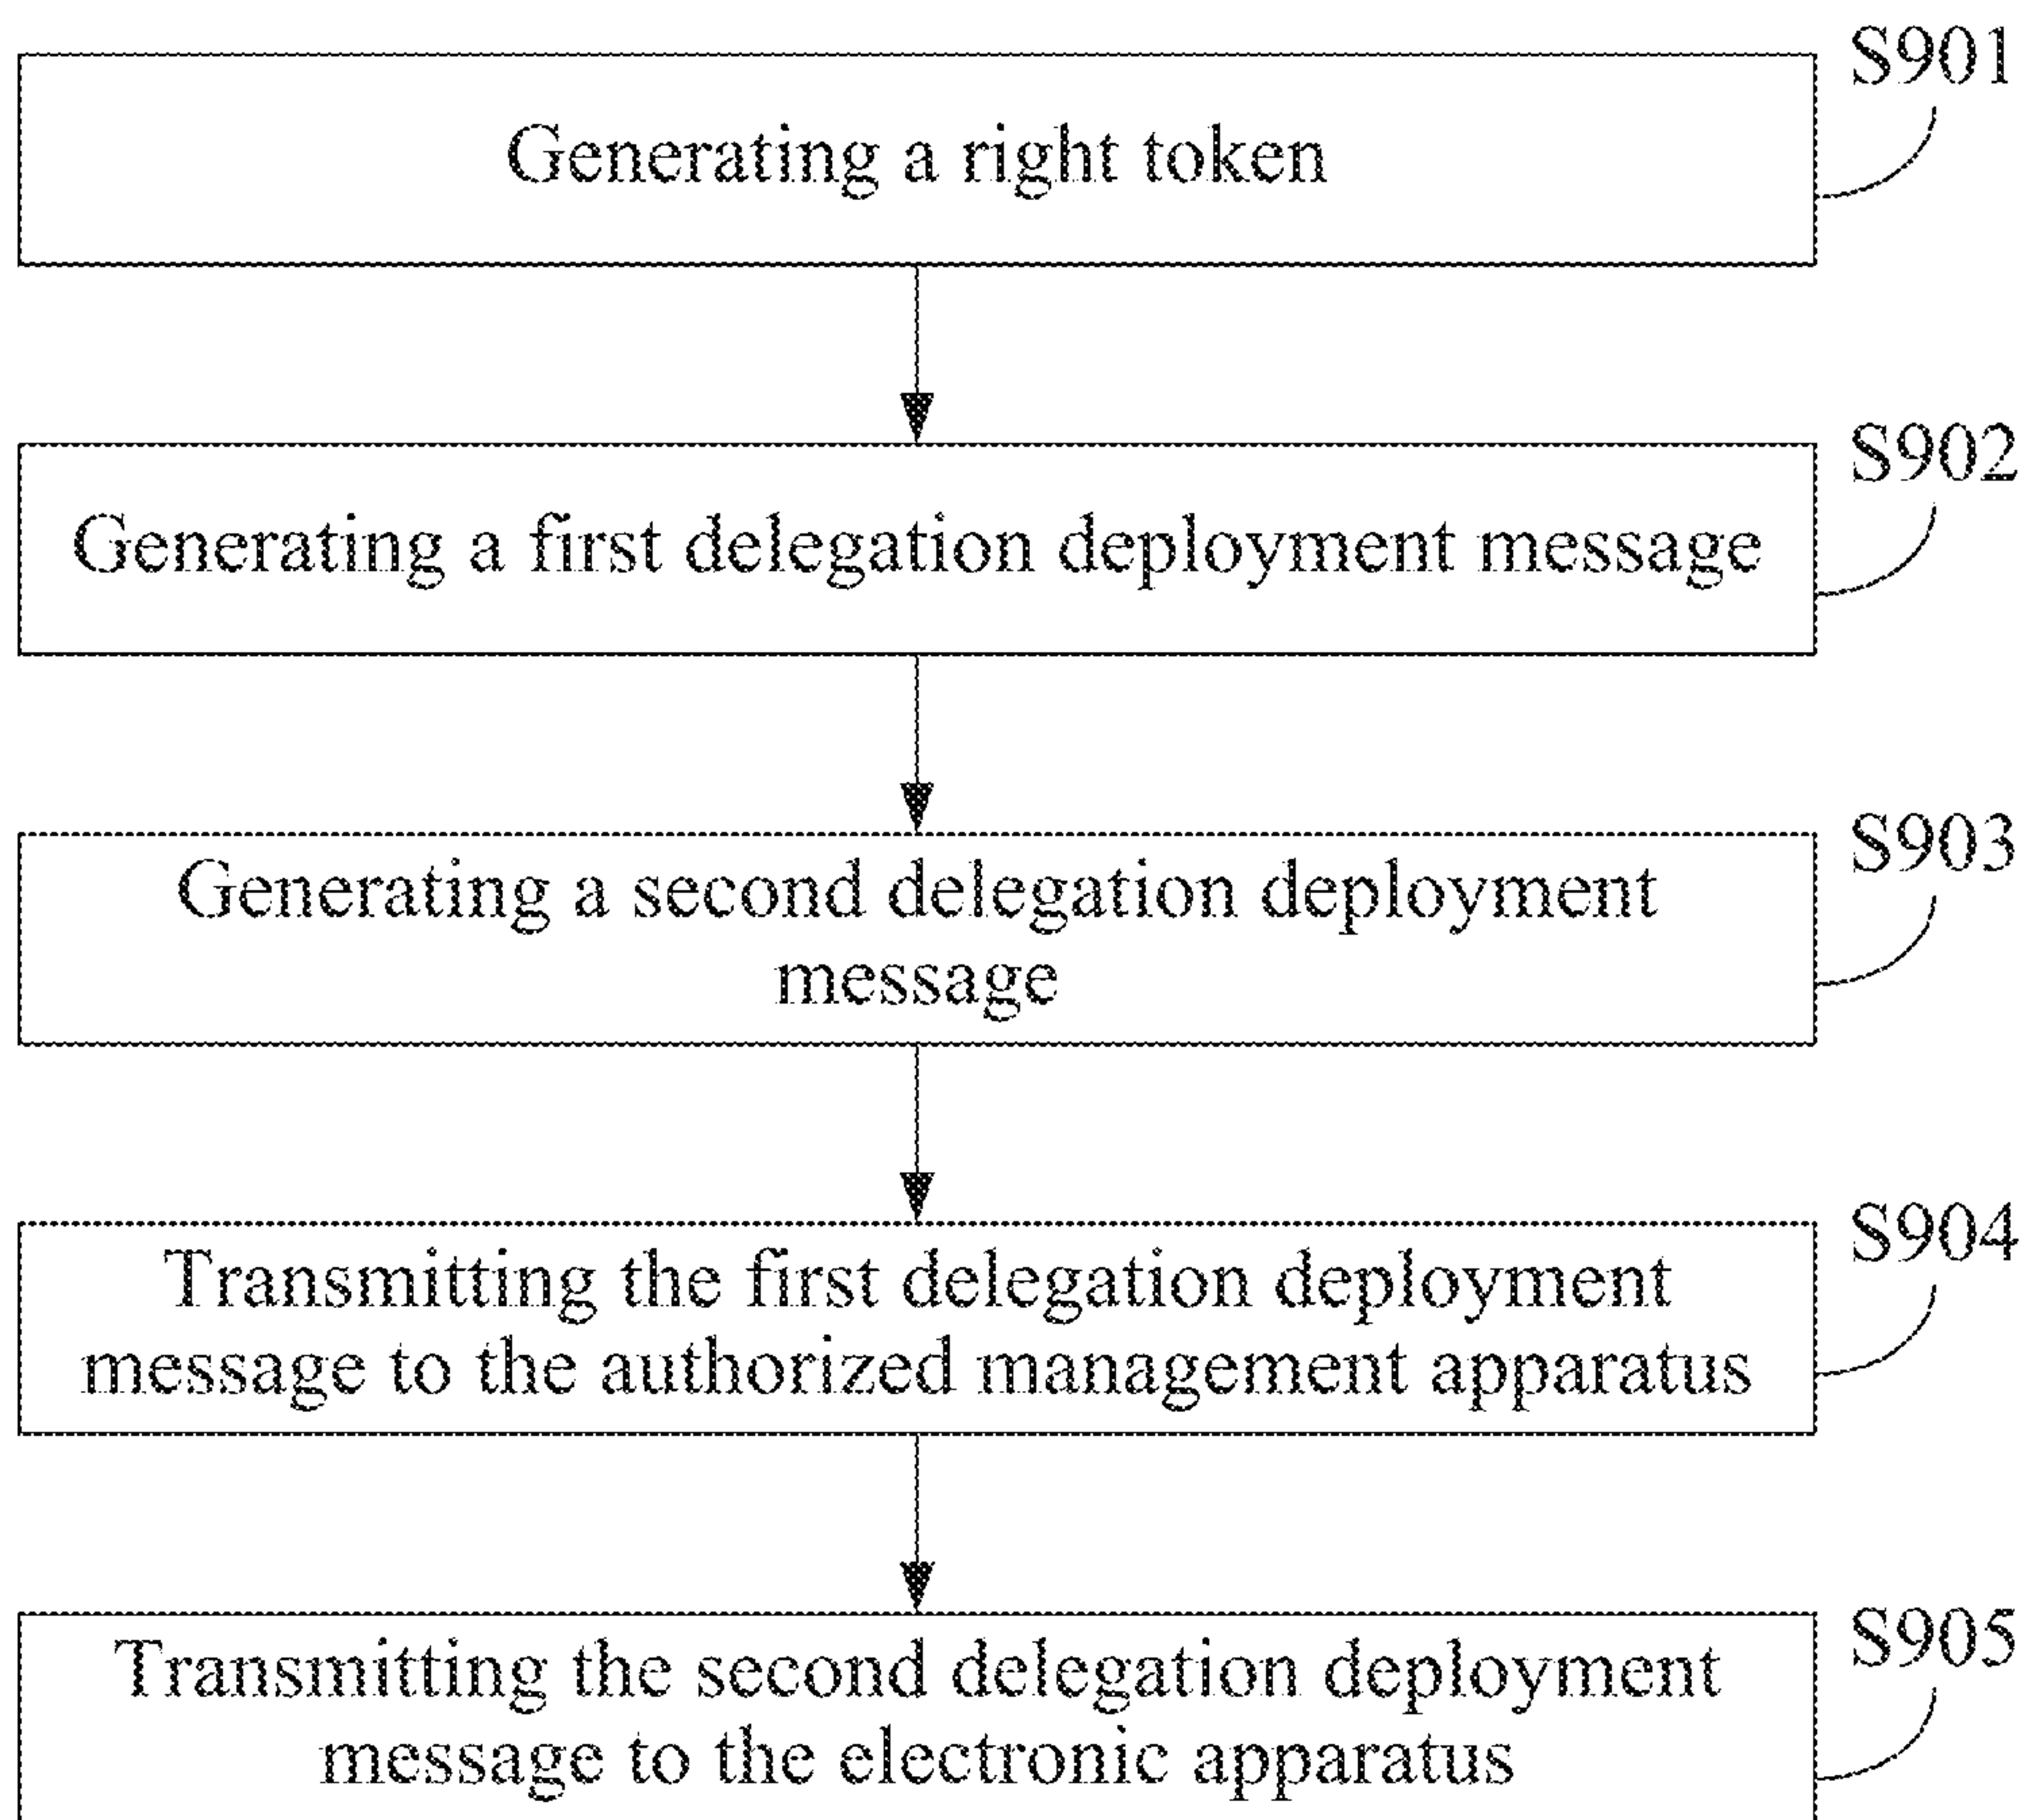 S901
Generating a right token
S902
Generating a first delegation deployment message
S903
Generating a second delegation deployment
message
S904
Transmitting the first delegation deployment
message to the authorized management apparatus
S905
Transmitting the second delegation deployment
message to the electronic apparatus